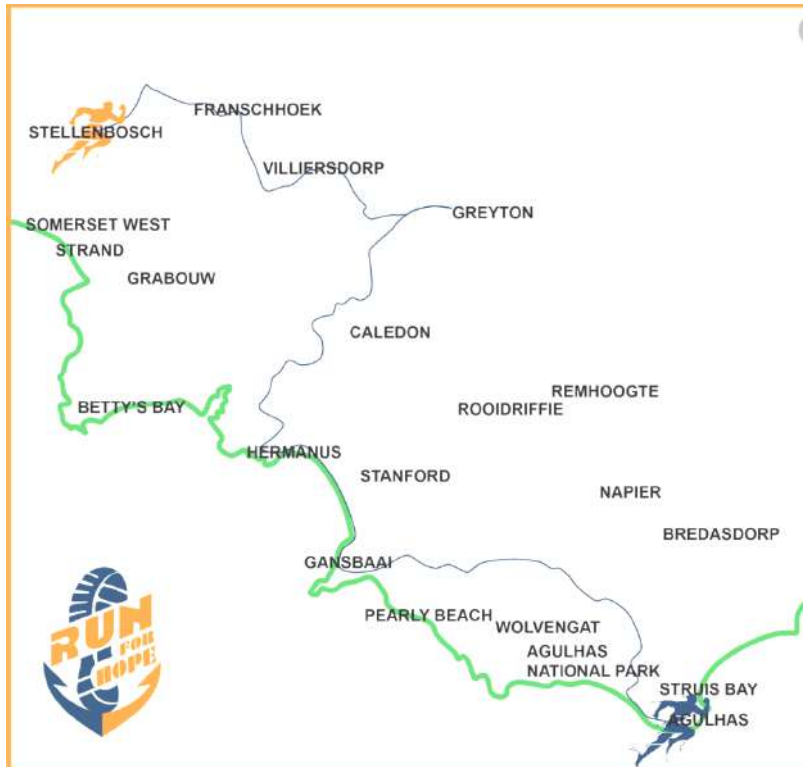 FRANSCHHOEK
STELLENBOSCH
VILLIERSDORP
GREYTON
SOMERSET WEST
STRAND
GRABOUW
CALEDON
REMHOOGTE
BETTY'S BAY
ROOIDRIFFIE
HERMANUS
STANFORD
NAPIER
BREDASDORP
GANSBAAI
PEARLY BEACH
WOLVENGAT
AGULHAS
NATIONAL PARK
STRUIS BAY
AGULHAS
RUN
FOR
HOPE